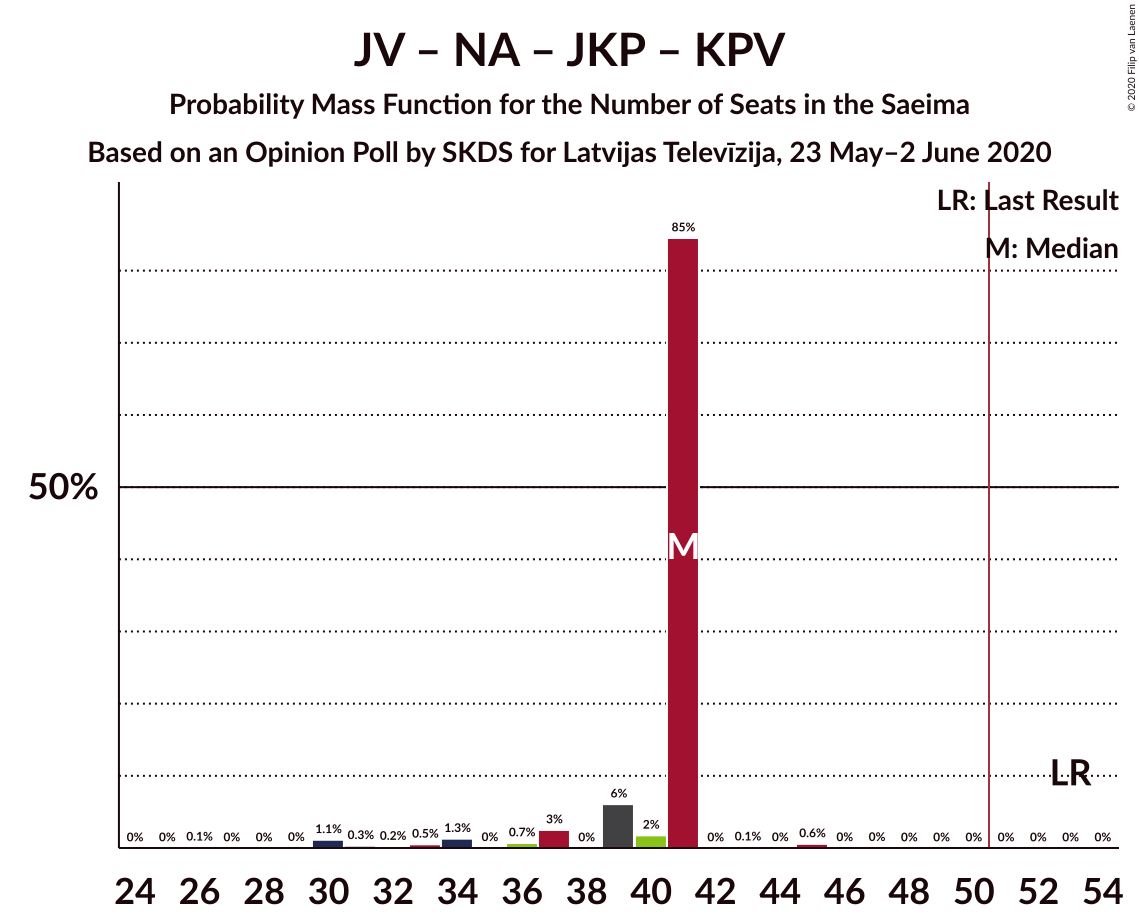 JV – NA – JKP – KPV
Probability Mass Function for the Number of Seats in the Saeima
Based on an Opinion Poll by SKDS for Latvijas Televīzija, 23 May–2 June 2020
© 2020 Filip van Laenen
LR: Last Result
M: Median
85%
50%
M
LR
6%
3%
2%
1.1%
0.3%
0.2%
0.5%
1.3%
0.7%
0% 0% 0.1% 0% 0% 0% 0% 0% 0% 0.1% 0% 0.6% 0% 0% 0% 0% 0% 0% 0% 0% 0%
24 26 28 30 32 34 36 38 40 42 44 46 48 50 52 54